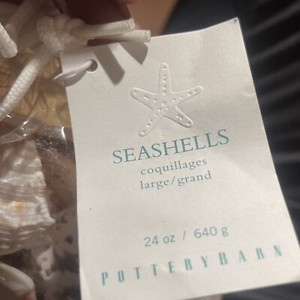 SEASHELLS
coquillages
large/grand
24 oz / 640 g
POTTERYBARN